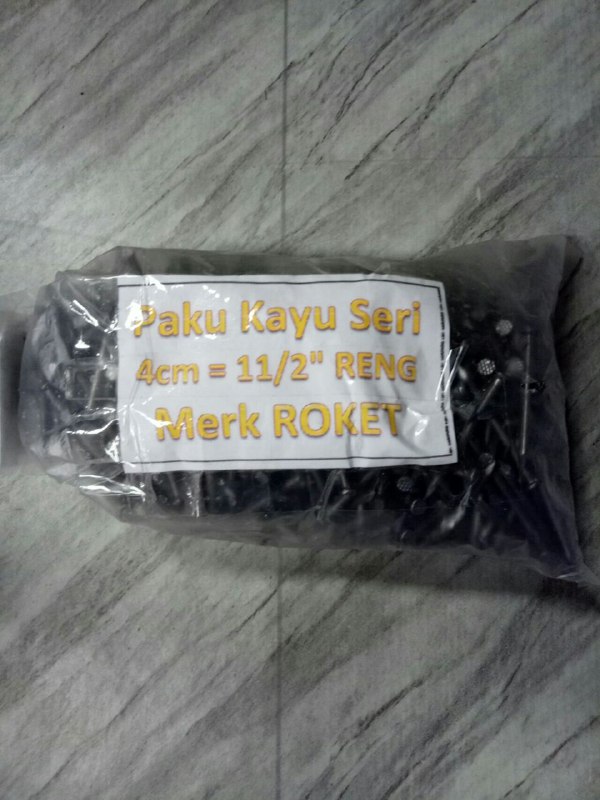 Paku Kayu Seri
4cm = 11/2" RENG
Merk ROKET